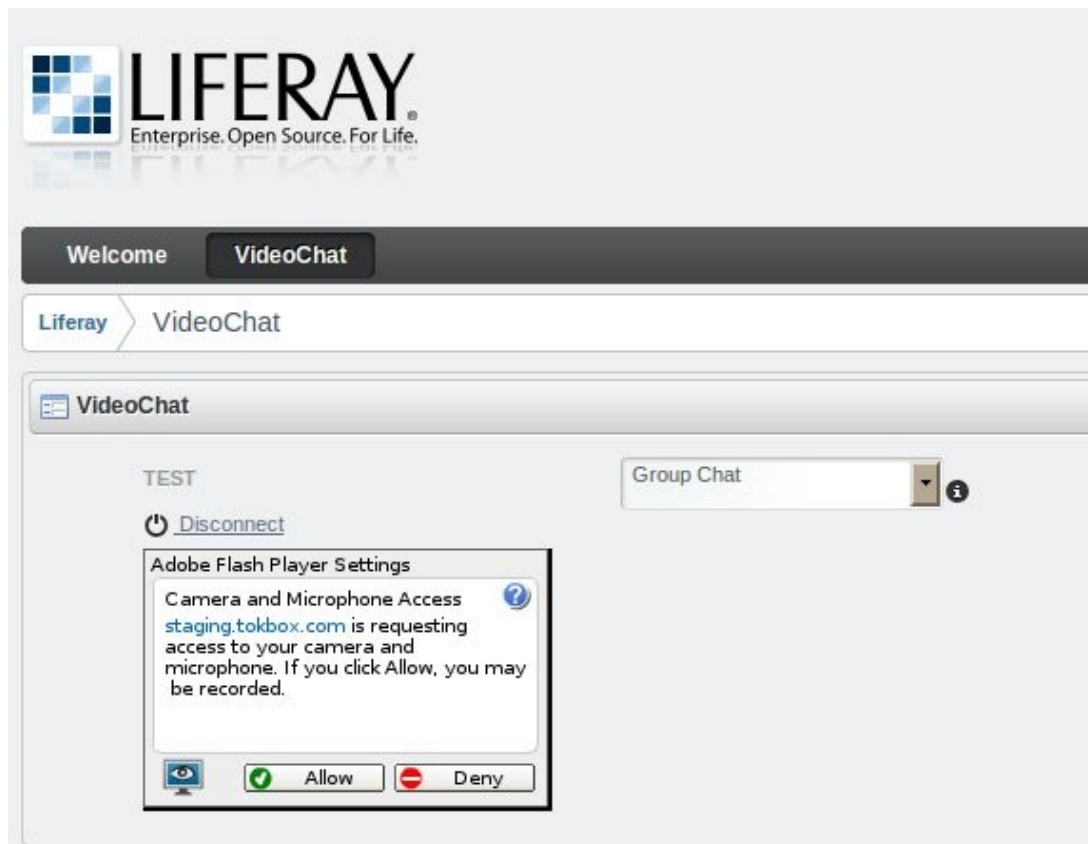 LIFERAY®
Enterprise. Open Source. For Life.
Welcome VideoChat
Liferay VideoChat
VideoChat
TEST
Group Chat
Disconnect
Adobe Flash Player Settings
Camera and Microphone Access
staging.tokbox.com is requesting
access to your camera and
microphone. If you click Allow, you may
be recorded.
Allow Deny